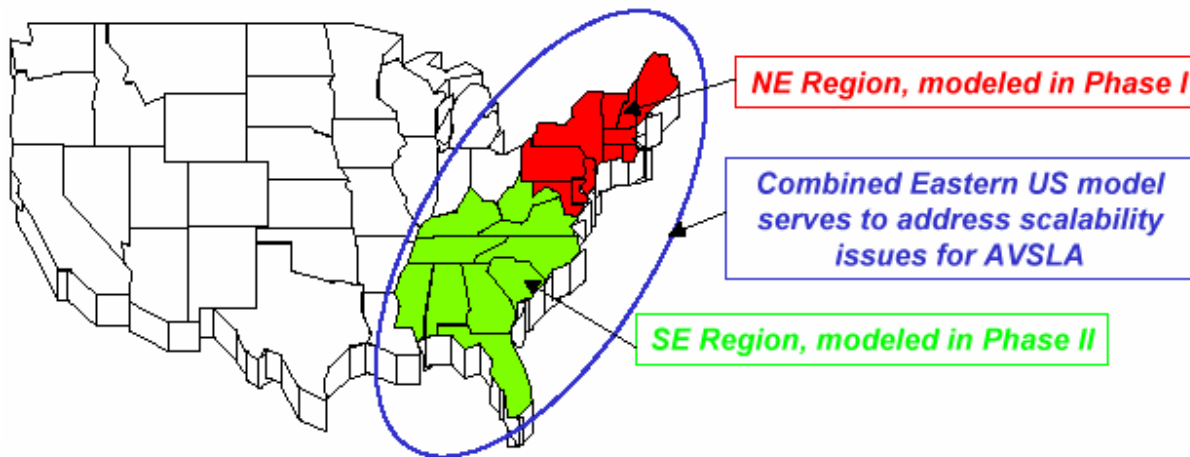 NE Region, modeled in Phase I
Combined Eastern US model
serves to address scalability
issues for AVSLA
SE Region, modeled in Phase II